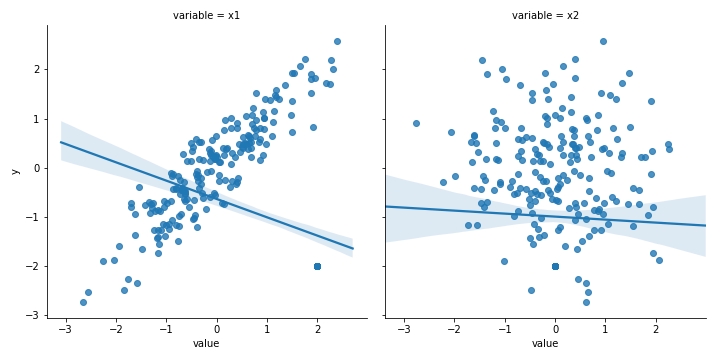 variable = x1
variable = x2
y
2
1
0
−1
−2
−3
−3 −2 −1 0 1 2
−3 −2 −1 0 1 2
value
value